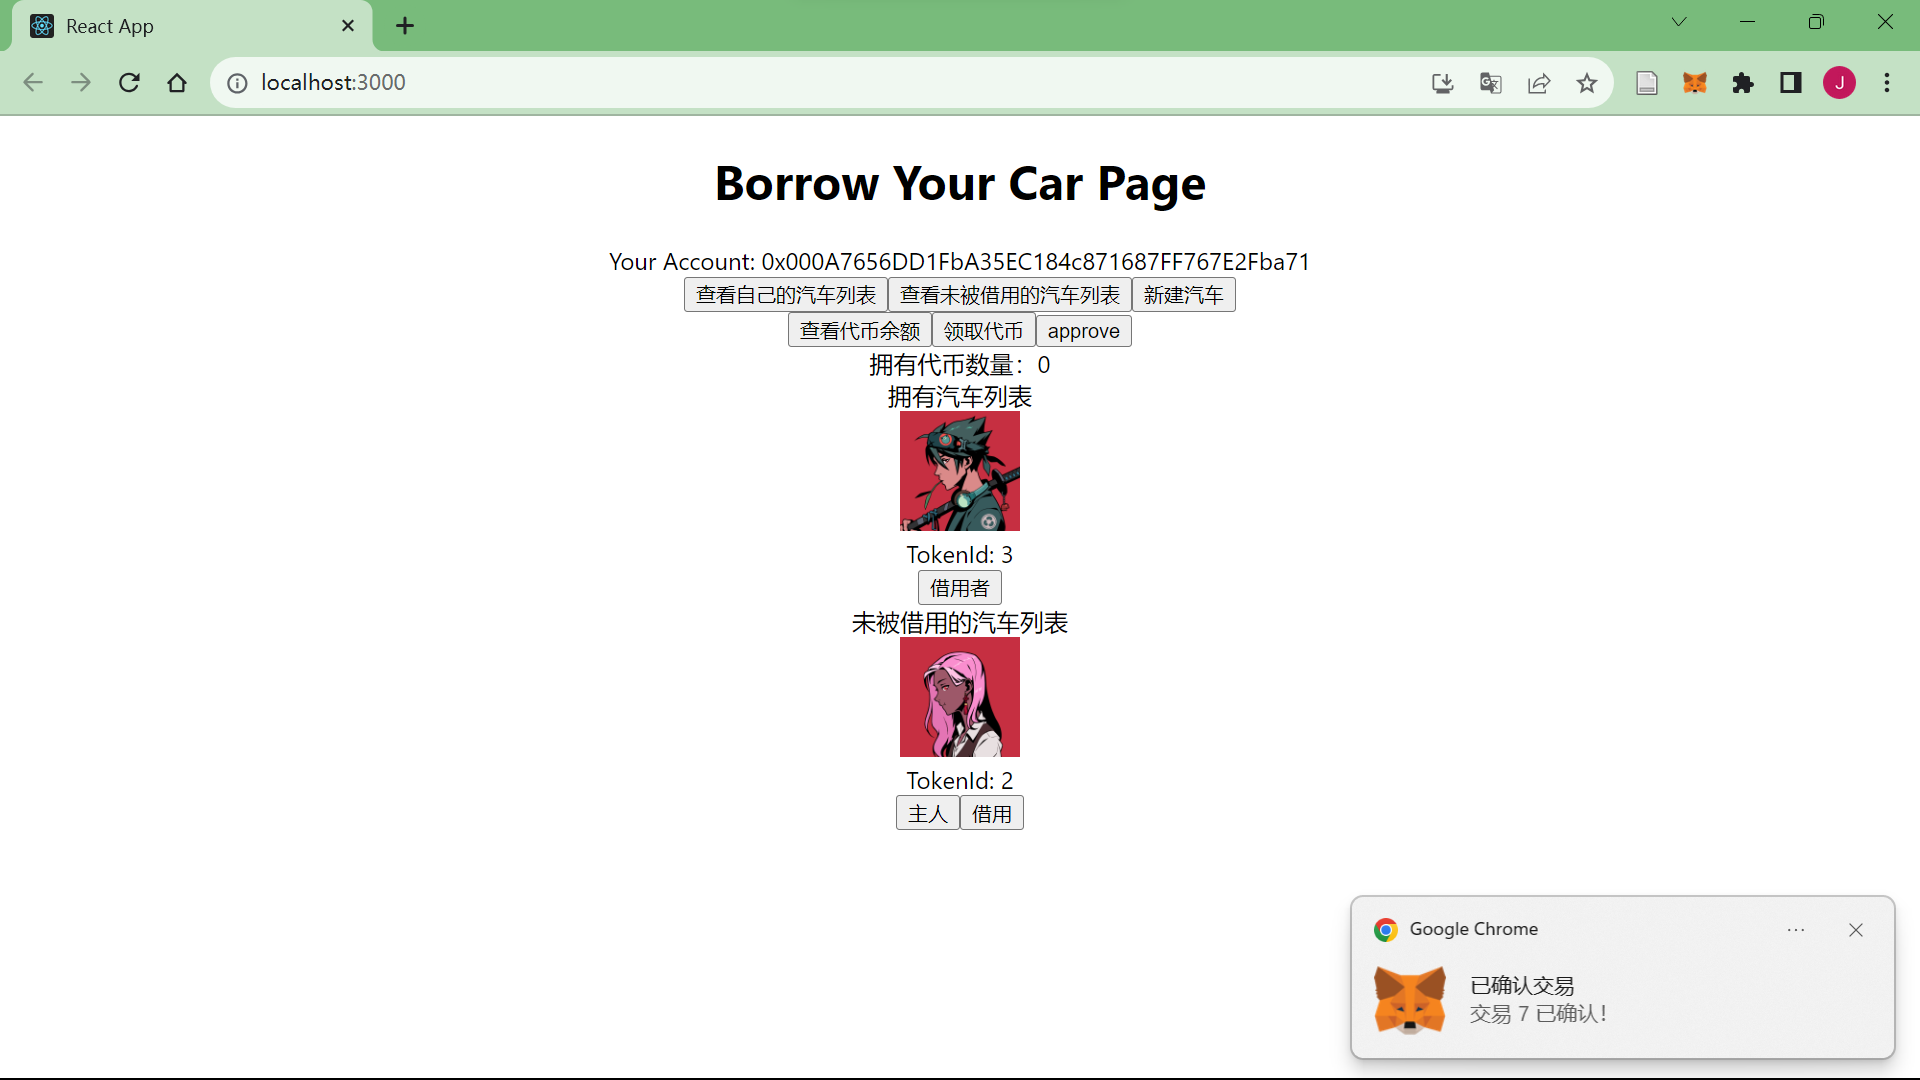 React App
localhost:3000
J
Borrow Your Car Page
Your Account: 0x000A7656DD1FbA35EC184c871687FF767E2Fba71
查看自己的汽车列表 查看未被借用的汽车列表 新建汽车
查看代币余额 领取代币 approve
拥有代币数量：0
拥有汽车列表
TokenId: 3
借用者
未被借用的汽车列表
TokenId: 2
主人 借用
Google Chrome
已确认交易
交易 7 已确认！